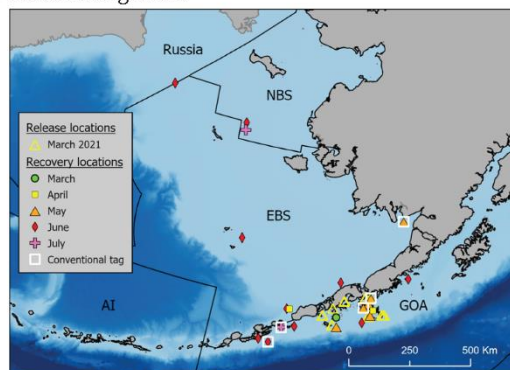 Russia
NBS
Release locations
March 2021
Recovery locations
March
April
May
June
July
Conventional tag
EBS
AI
GOA
0 250 500 Km